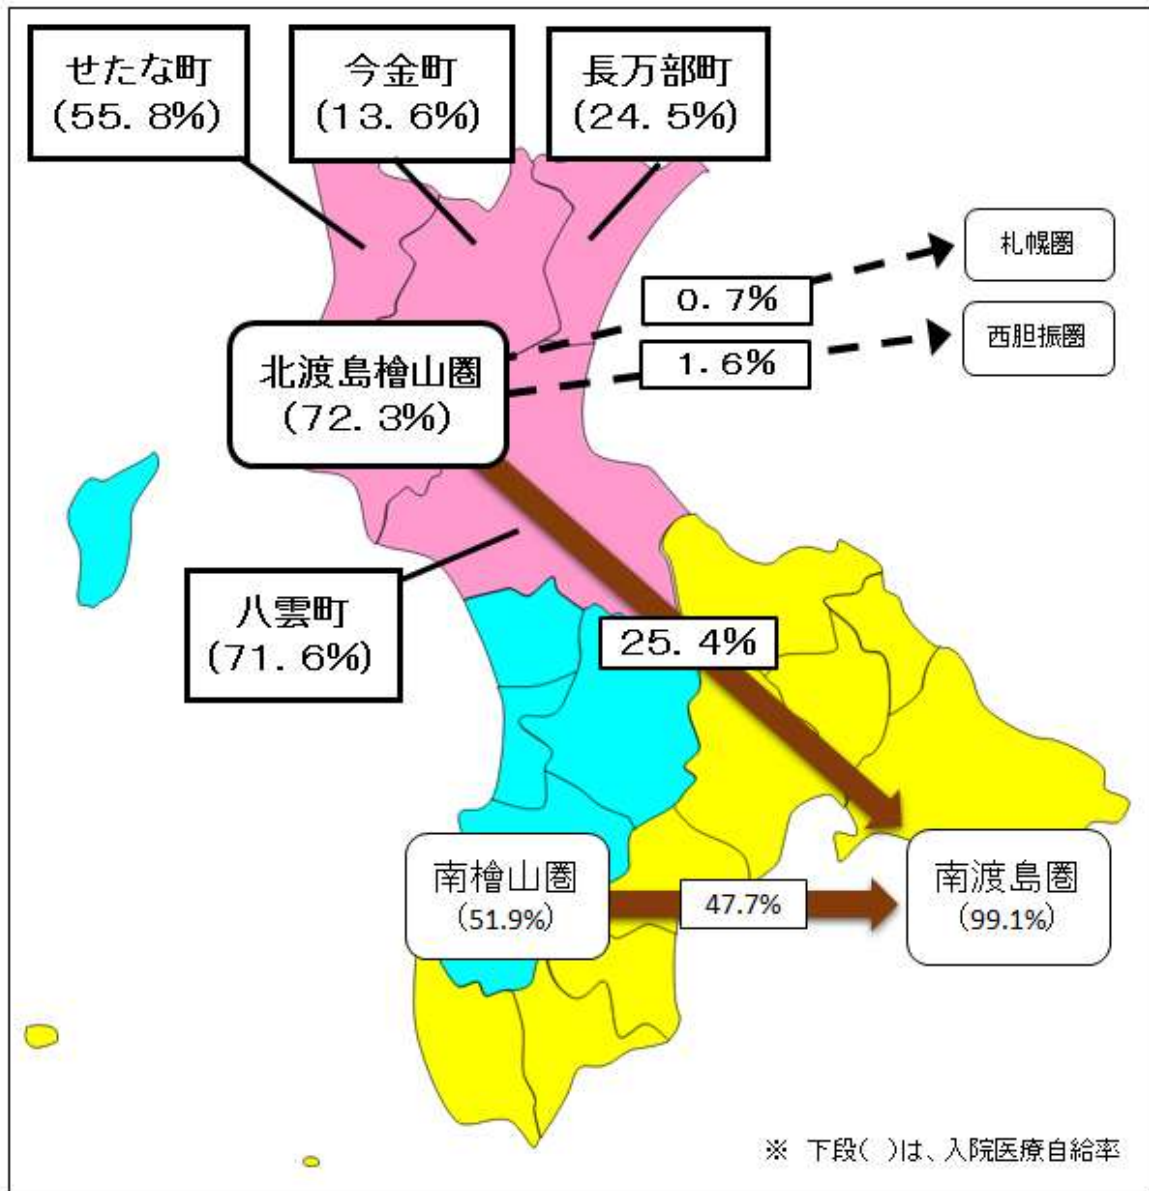 せたな町
(55. 8%)
今金町
(13. 6%)
長万部町
(24. 5%)
札幌圏
0. 7%
西胆振圏
1. 6%
北渡島檜山圏
(72. 3%)
八雲町
(71. 6%)
25. 4%
南檜山圏
(51.9%)
47.7%
南渡島圏
(99.1%)
※ 下段( )は、入院医療自給率